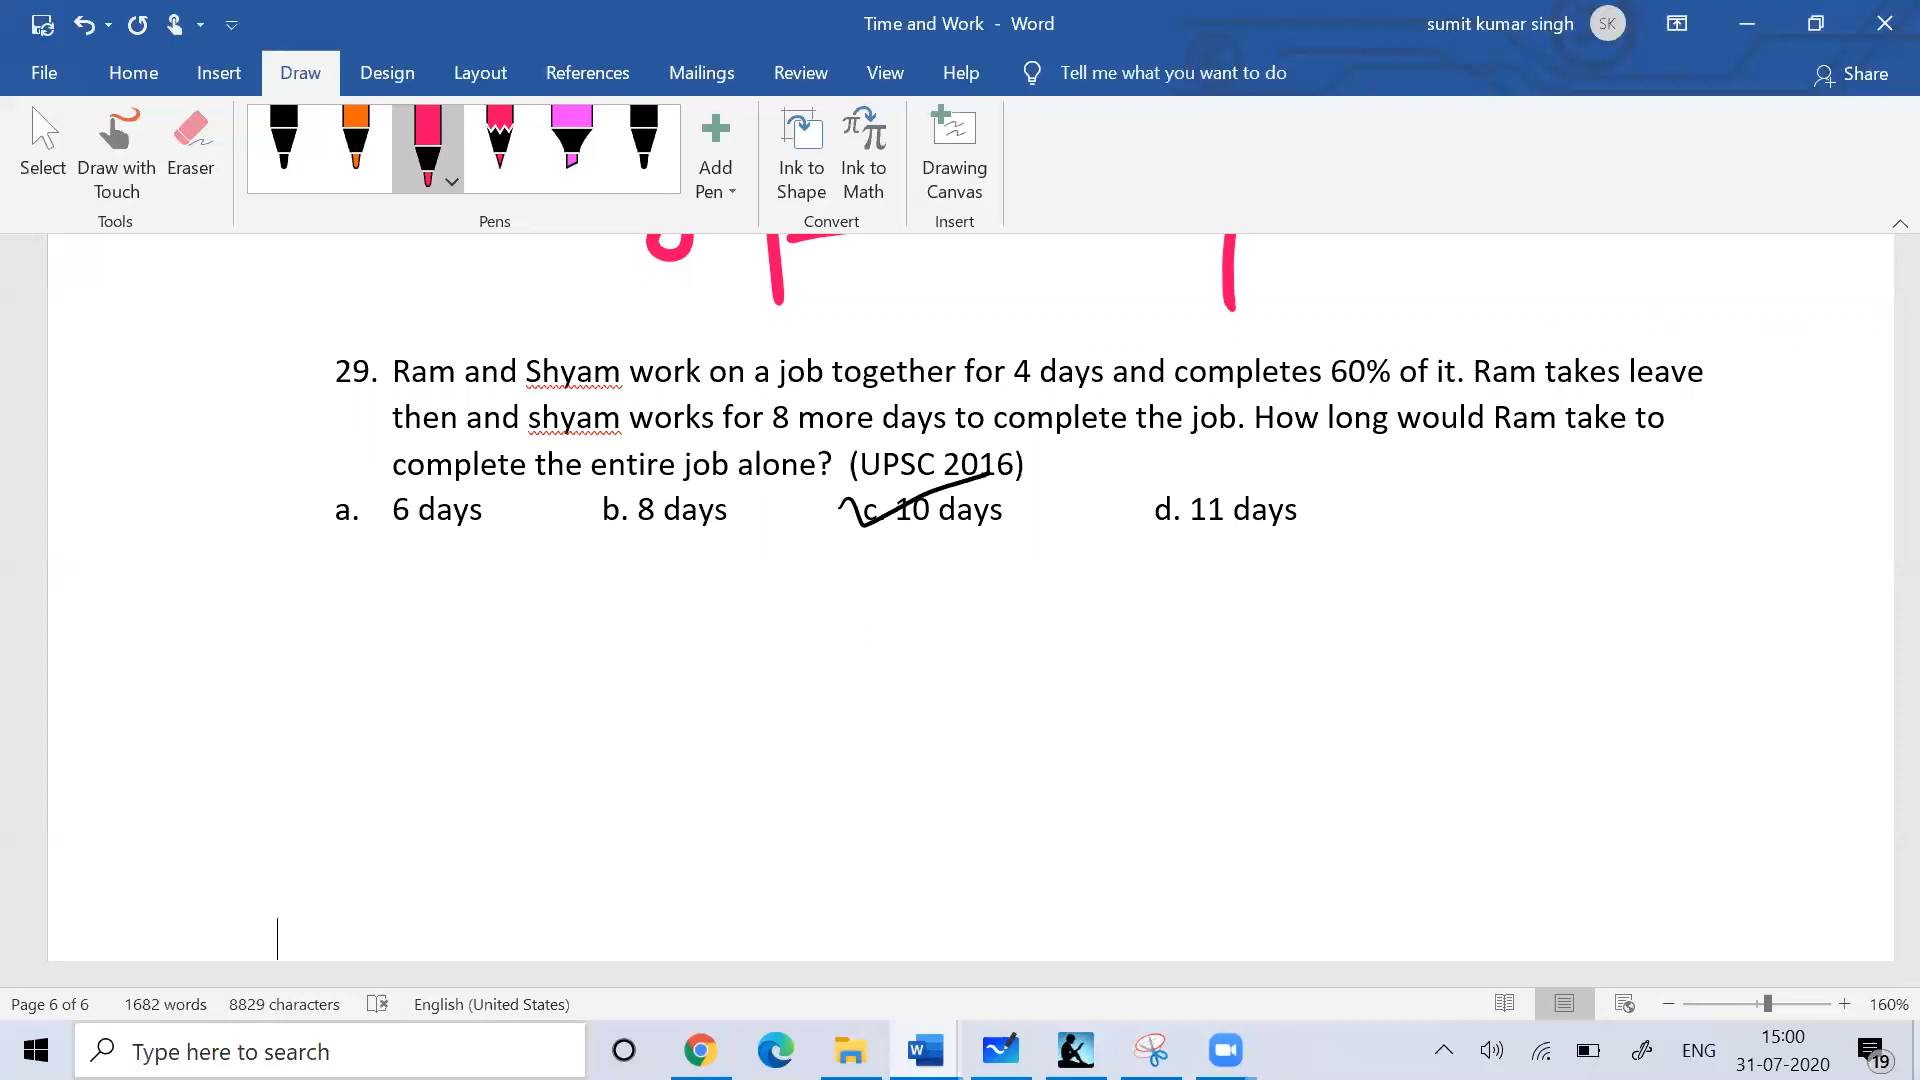 Time and Work - Word
sumit kumar singh
SK
File Home Insert Draw Design Layout References Mailings Review View Help Tell me what you want to do Share
Select Draw with Touch Eraser Add Pen Ink to Shape Ink to Math Drawing Canvas
Tools Pens Convert Insert
29. Ram and Shyam work on a job together for 4 days and completes 60% of it. Ram takes leave
then and shyam works for 8 more days to complete the job. How long would Ram take to
complete the entire job alone? (UPSC 2016)
a. 6 days b. 8 days c. 10 days d. 11 days
Page 6 of 6 1682 words 8829 characters English (United States) 160%
Type here to search
ENG
15:00
31-07-2020
19